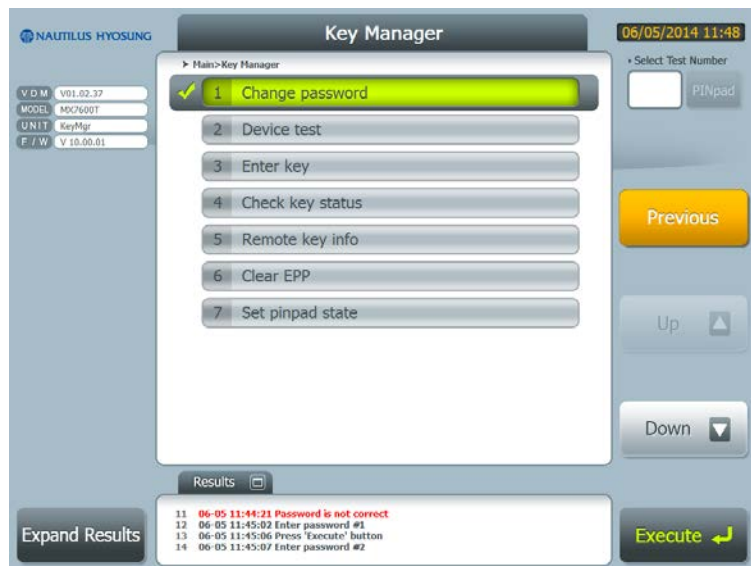 NAUTILUS HYOSUNG
Key Manager
06/05/2014 11:48
Main>Key Manager
Select Test Number
PINpad
VDM V01.02.37
MODEL MX7600T
UNIT KeyMgr
F/W V 10.00.01
1 Change password
2 Device test
3 Enter key
4 Check key status
5 Remote key info
6 Clear EPP
7 Set pinpad state
Previous
Up
Down
Results
11 06-05 11:44:21 Password is not correct
12 06-05 11:45:02 Enter password #1
13 06-05 11:45:06 Press 'Execute' button
14 06-05 11:45:07 Enter password #2
Expand Results
Execute